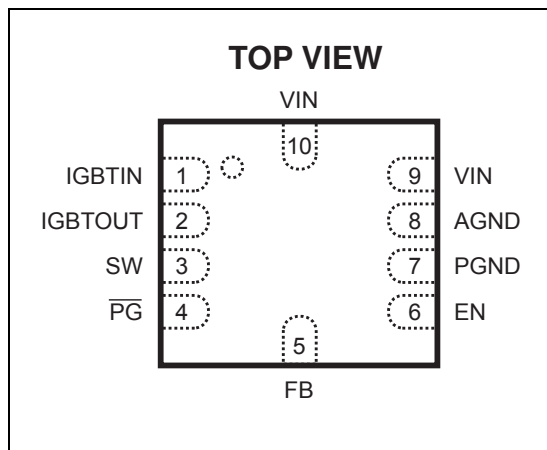 TOP VIEW
VIN
10
IGBTIN 1 9 VIN
IGBTOUT 2 8 AGND
SW 3 7 PGND
P̅G̅ 4 6 EN
5
FB